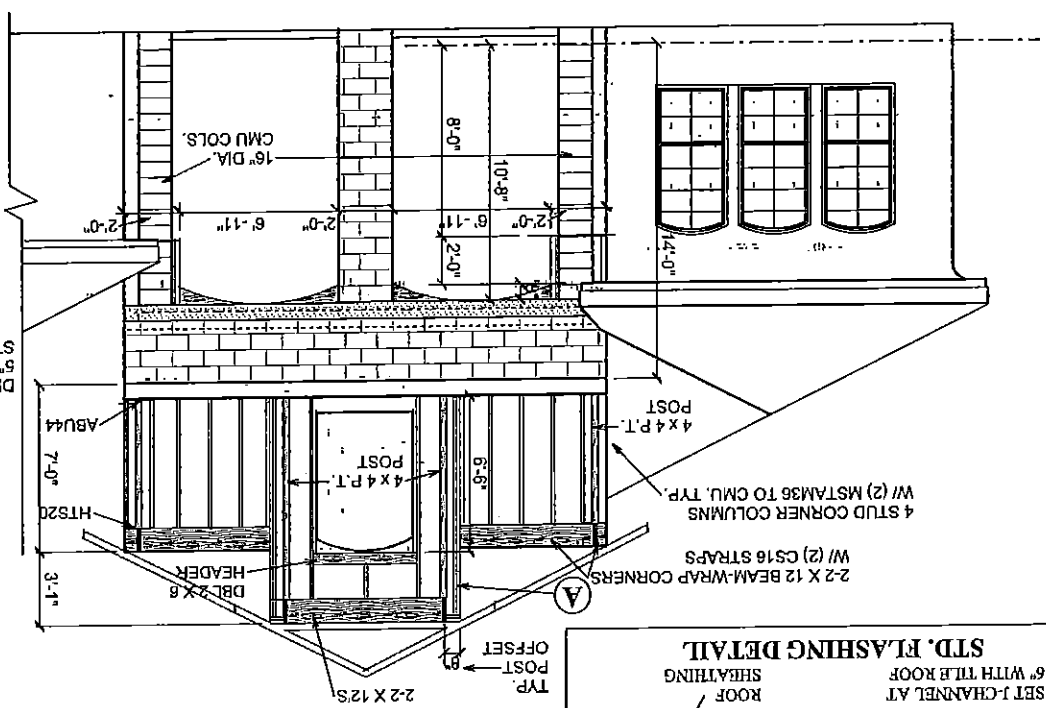 SET J-CHANNEL AT
6" WITH TILE ROOF
ROOF
SHEATHING
STD. FLASHING DETAIL
2-2 X 12'S
TYP.
POST
OFFSET
8"
A
3'-1"
DBL 2 X 6
HEADER
2-2 X 12 BEAM-WRAP CORNERS
W/ (2) CS16 STRAPS
HTS20
4 STUD CORNER COLUMNS
W/ (2) MSTAM36 TO CMU, TYP.
7'-0"
6'-6"
4 x 4 P.T.
POST
4 x 4 P.T.
POST
ABU44
5"
ST
14'-0"
2'-0"
2'-0"
6'-11"
2'-0"
6'-11"
2'-0"
10'-8"
8'-0"
16" DIA.
CMU COLS.